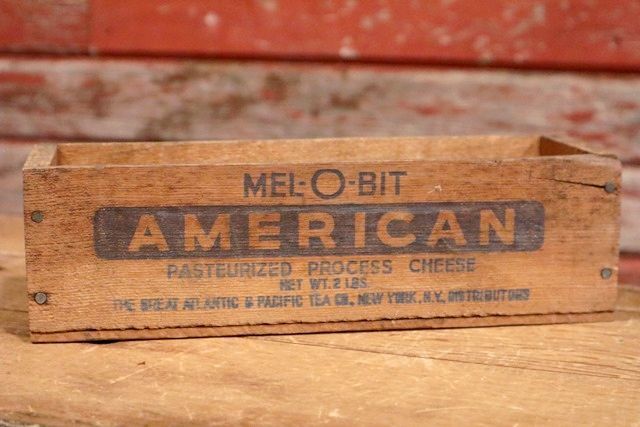 MEL-O-BIT
AMERICAN
PASTEURIZED PROCESS CHEESE
NET WT. 2 LBS.
THE GREAT ATLANTIC & PACIFIC TEA CO., NEW YORK, N.Y., DISTRIBUTORS